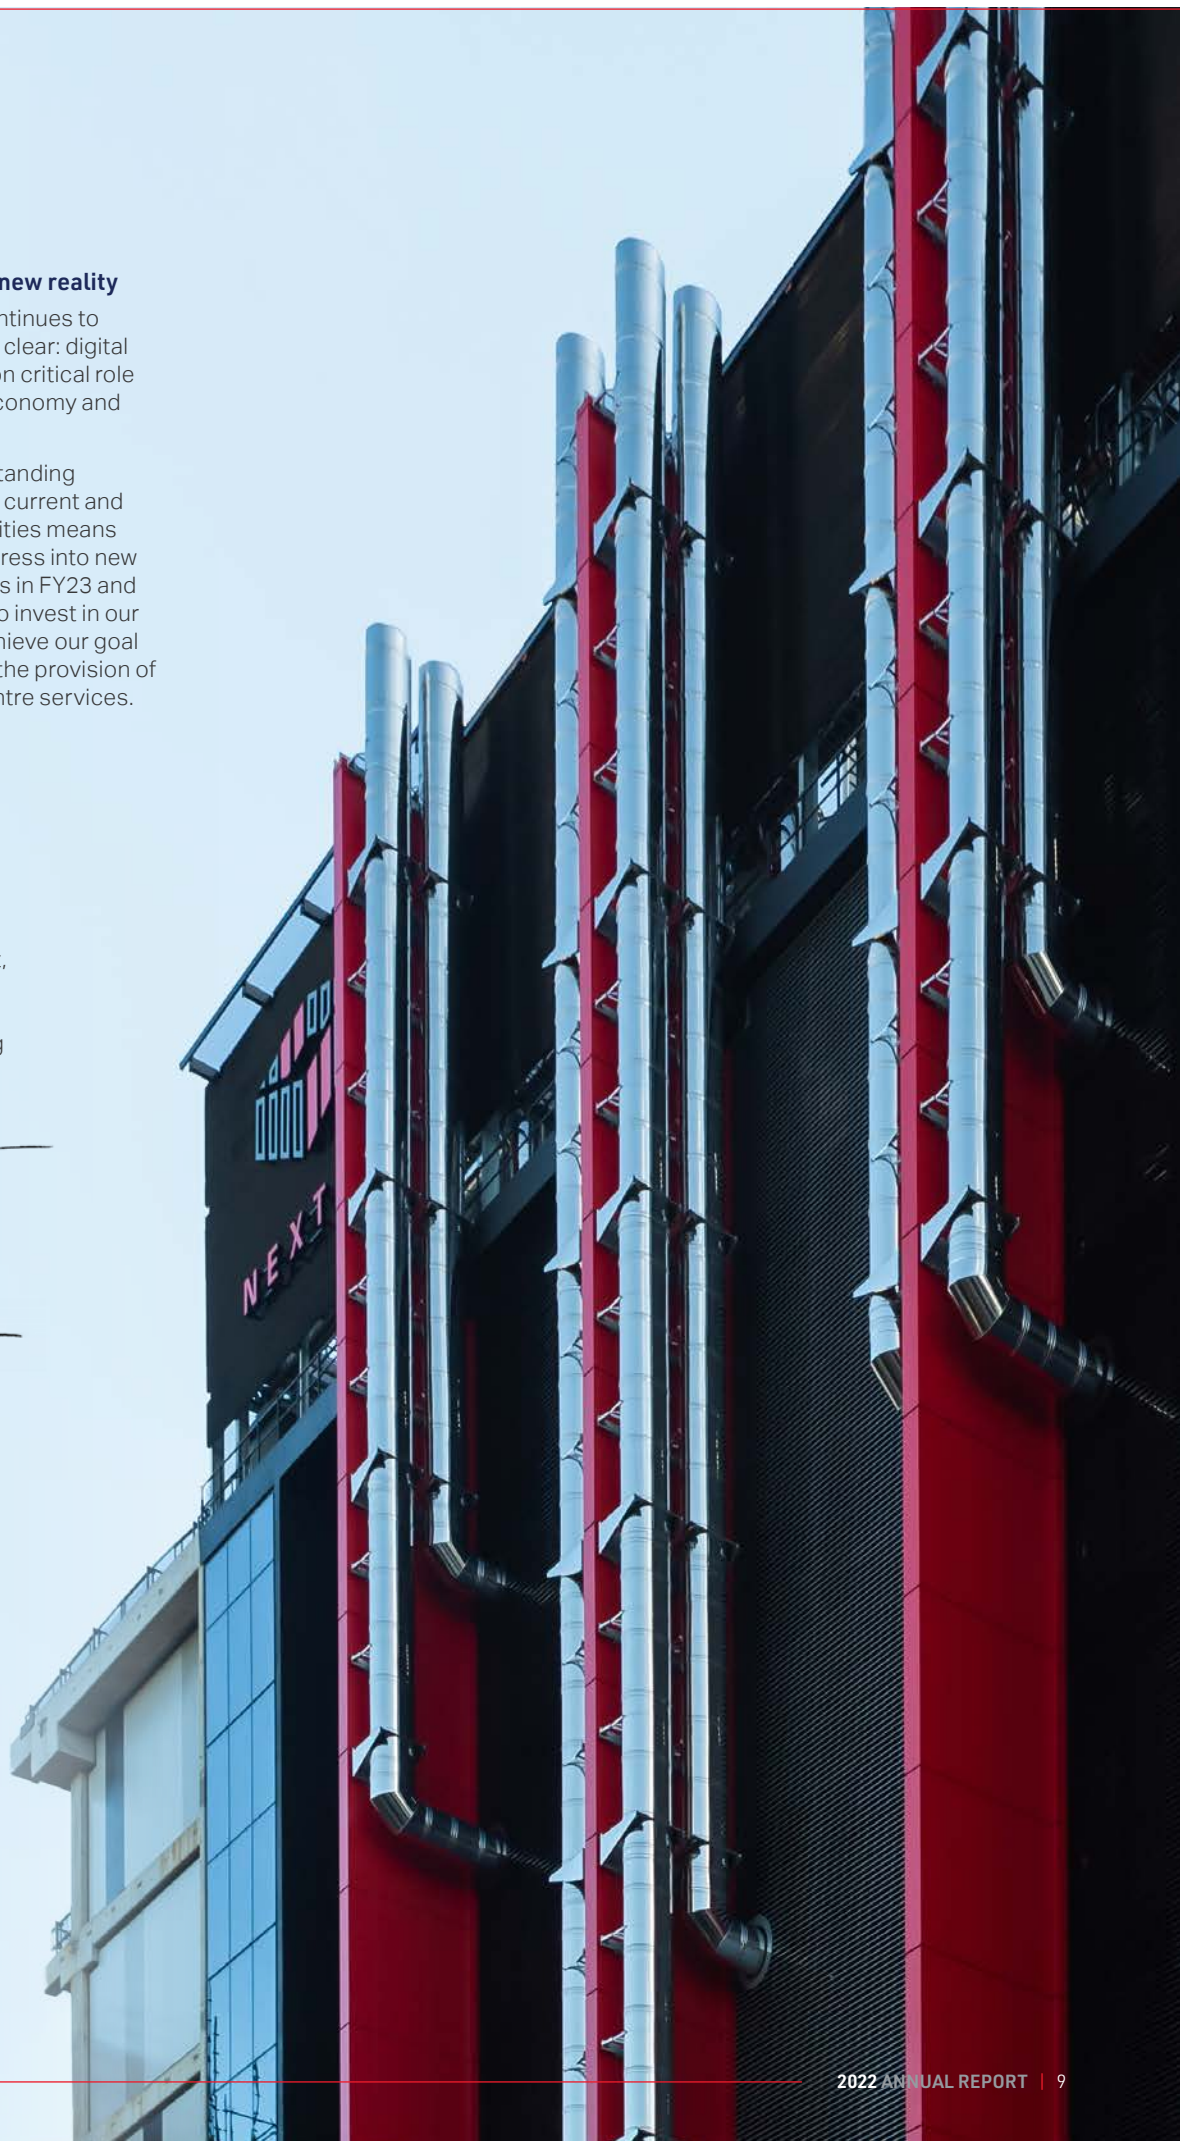 new reality
ntinues to
clear: digital
on critical role
conomy and
tanding
current and
ities means
ress into new
s in FY23 and
o invest in our
hieve our goal
the provision of
ntre services.
,
g
NEXT
2022 ANNUAL REPORT | 9